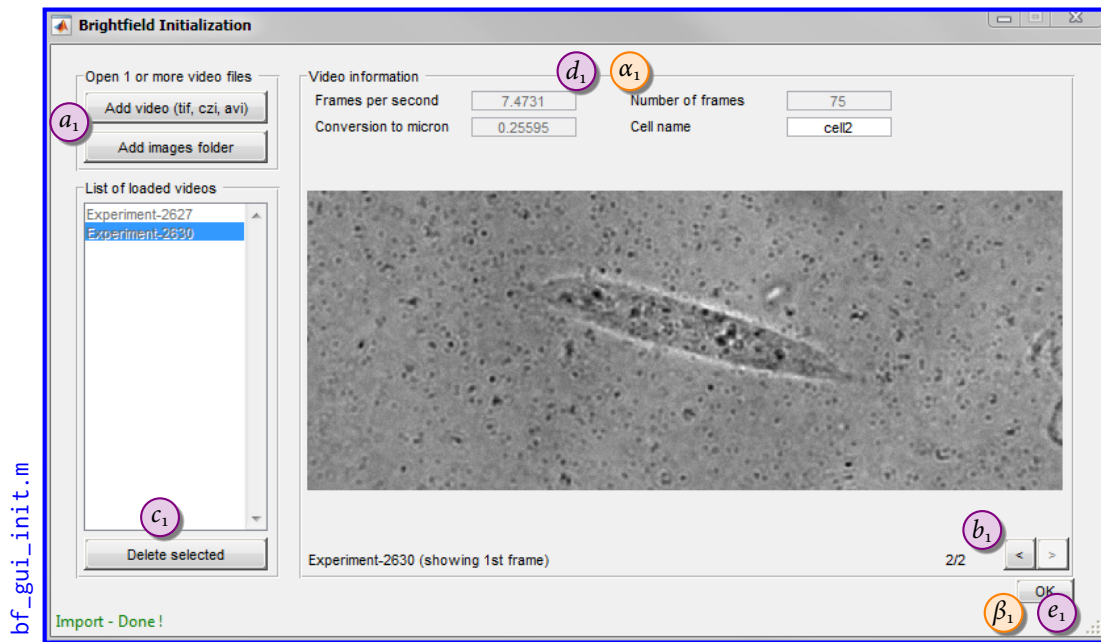 Brightfield Initialization
Open 1 or more video files
Add video (tif, czi, avi)
a₁
Add images folder
List of loaded videos
Experiment-2627
Experiment-2630
c₁
Delete selected
Video information
d₁ α₁
Frames per second 7.4731 Number of frames 75
Conversion to micron 0.25595 Cell name cell2
b₁
Experiment-2630 (showing 1st frame) 2/2 < >
OK
β₁ e₁
Import - Done !
bf_gui_init.m